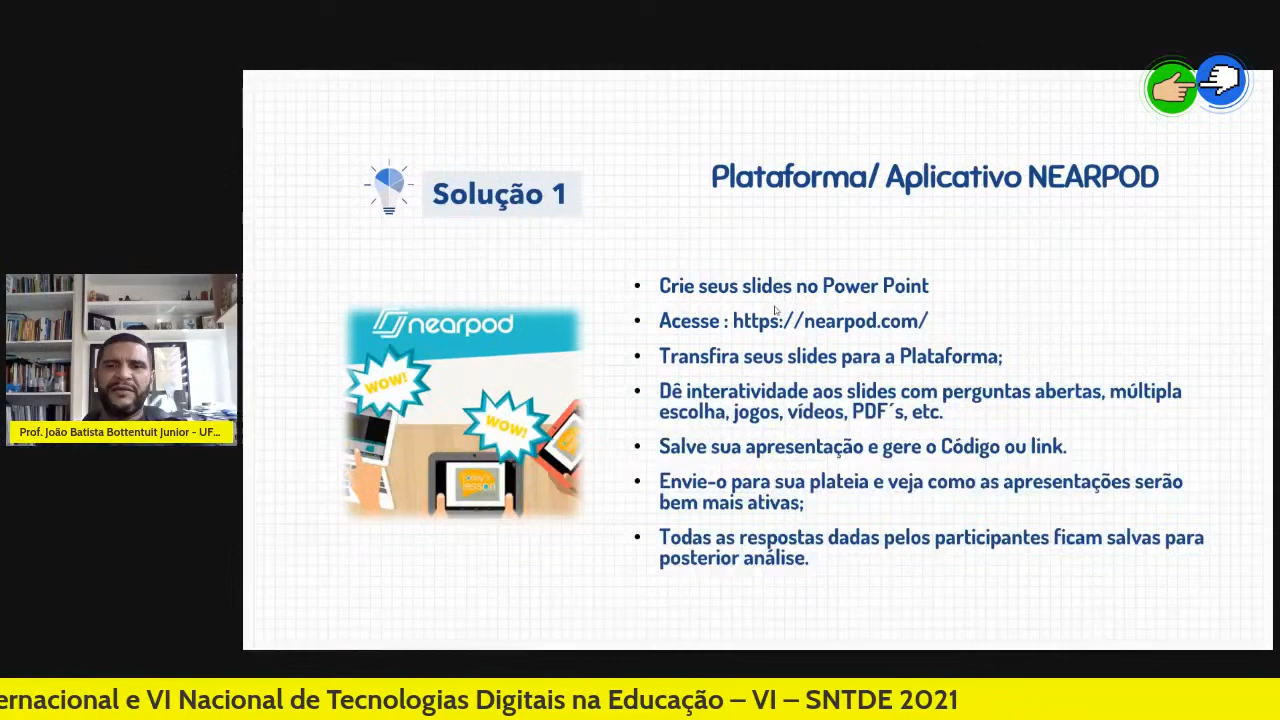 Plataforma/ Aplicativo NEARPOD
Solução 1
• Crie seus slides no Power Point
• Acesse : https://nearpod.com/
• Transfira seus slides para a Plataforma;
• Dê interatividade aos slides com perguntas abertas, múltipla
escolha, jogos, vídeos, PDF´s, etc.
• Salve sua apresentação e gere o Código ou link.
• Envie-o para sua plateia e veja como as apresentações serão
bem mais ativas;
• Todas as respostas dadas pelos participantes ficam salvas para
posterior análise.
nearpod
WOW!
WOW!
lesson
Prof. João Batista Bottentuit Junior - UF...
ernacional e VI Nacional de Tecnologias Digitais na Educação – VI – SNTDE 2021